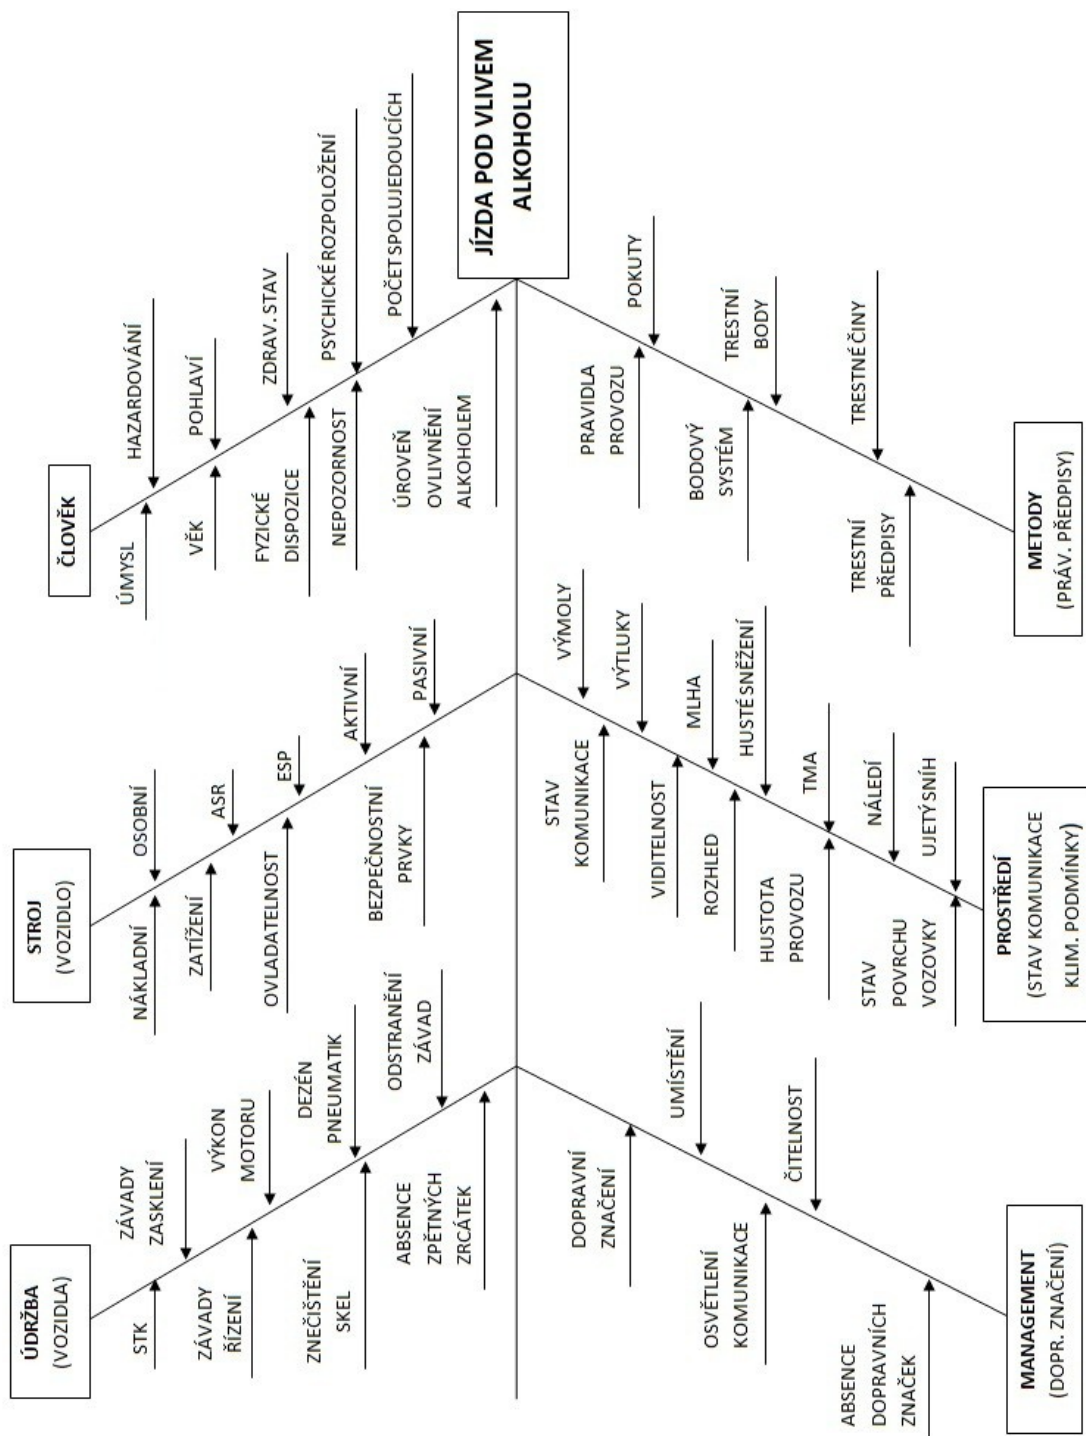 ÚDRŽBA
(VOZIDLA)
STK
ZÁVADY
ZASKLENÍ
ZÁVADY
ŘÍZENÍ
VÝKON
MOTORU
ZNEČIŠTĚNÍ
SKEL
DEZÉN
PNEUMATIK
ABSENCE
ZPĚTNÝCH
ZRCÁTEK
ODSTRANĚNÍ
ZÁVAD
STROJ
(VOZIDLO)
NÁKLADNÍ
OSOBNÍ
ZATÍŽENÍ
ASR
OVLADATELNOST
ESP
AKTIVNÍ
BEZPEČNOSTNÍ
PRVKY
PASIVNÍ
ČLOVĚK
ÚMYSL
HAZARDOVÁNÍ
VĚK
POHLAVÍ
FYZICKÉ
DISPOZICE
ZDRAV. STAV
NEPOZORNOST
PSYCHICKÉ ROZPOLOŽENÍ
POČET SPOLUJEDOUCÍCH
ÚROVEŇ
OVLIVNĚNÍ
ALKOHOLEM
JÍZDA POD VLIVEM
ALKOHOLU
DOPRAVNÍ
ZNAČENÍ
UMÍSTĚNÍ
OSVĚTLENÍ
KOMUNIKACE
ČITELNOST
ABSENCE
DOPRAVNÍCH
ZNAČEK
MANAGEMENT
(DOPR. ZNAČENÍ)
STAV
KOMUNIKACE
VÝMOLY
VÝTLUKY
VIDITELNOST
MLHA
ROZHLED
HUSTÉ SNĚŽENÍ
HUSTOTA
PROVOZU
TMA
NÁLEDÍ
STAV
POVRCHU
VOZOVKY
UJETÝ SNÍH
PROSTŘEDÍ
(STAV KOMUNIKACE
KLIM. PODMÍNKY)
PRAVIDLA
PROVOZU
POKUTY
BODOVÝ
SYSTÉM
TRESTNÍ
BODY
TRESTNÍ
PŘEDPISY
TRESTNÉ ČINY
METODY
(PRÁV. PŘEDPISY)